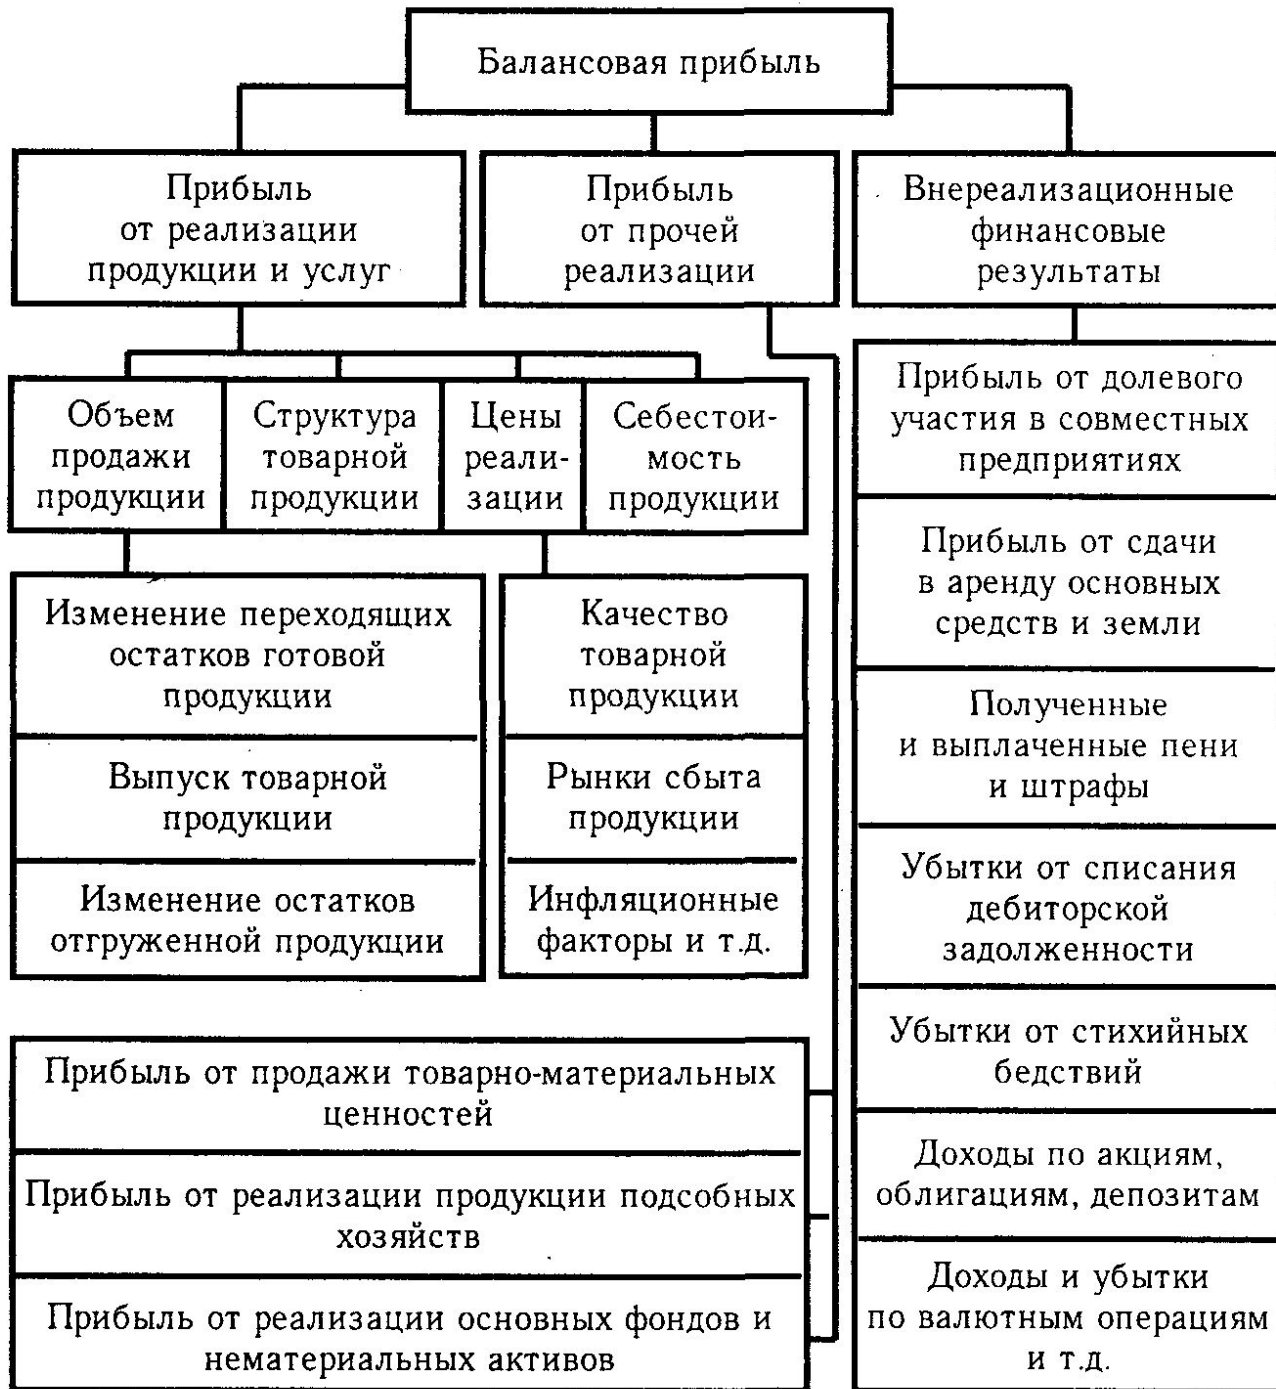 Балансовая прибыль
Прибыль
от реализации
продукции и услуг
Прибыль
от прочей
реализации
Внереализационные
финансовые
результаты
Объем
продажи
продукции
Структура
товарной
продукции
Цены
реали-
зации
Себестои-
мость
продукции
Изменение переходящих
остатков готовой
продукции
Выпуск товарной
продукции
Изменение остатков
отгруженной продукции
Качество
товарной
продукции
Рынки сбыта
продукции
Инфляционные
факторы и т.д.
Прибыль от продажи товарно-материальных
ценностей
Прибыль от реализации продукции подсобных
хозяйств
Прибыль от реализации основных фондов и
нематериальных активов
Прибыль от долевого
участия в совместных
предприятиях
Прибыль от сдачи
в аренду основных
средств и земли
Полученные
и выплаченные пени
и штрафы
Убытки от списания
дебиторской
задолженности
Убытки от стихийных
бедствий
Доходы по акциям,
облигациям, депозитам
Доходы и убытки
по валютным операциям
и т.д.